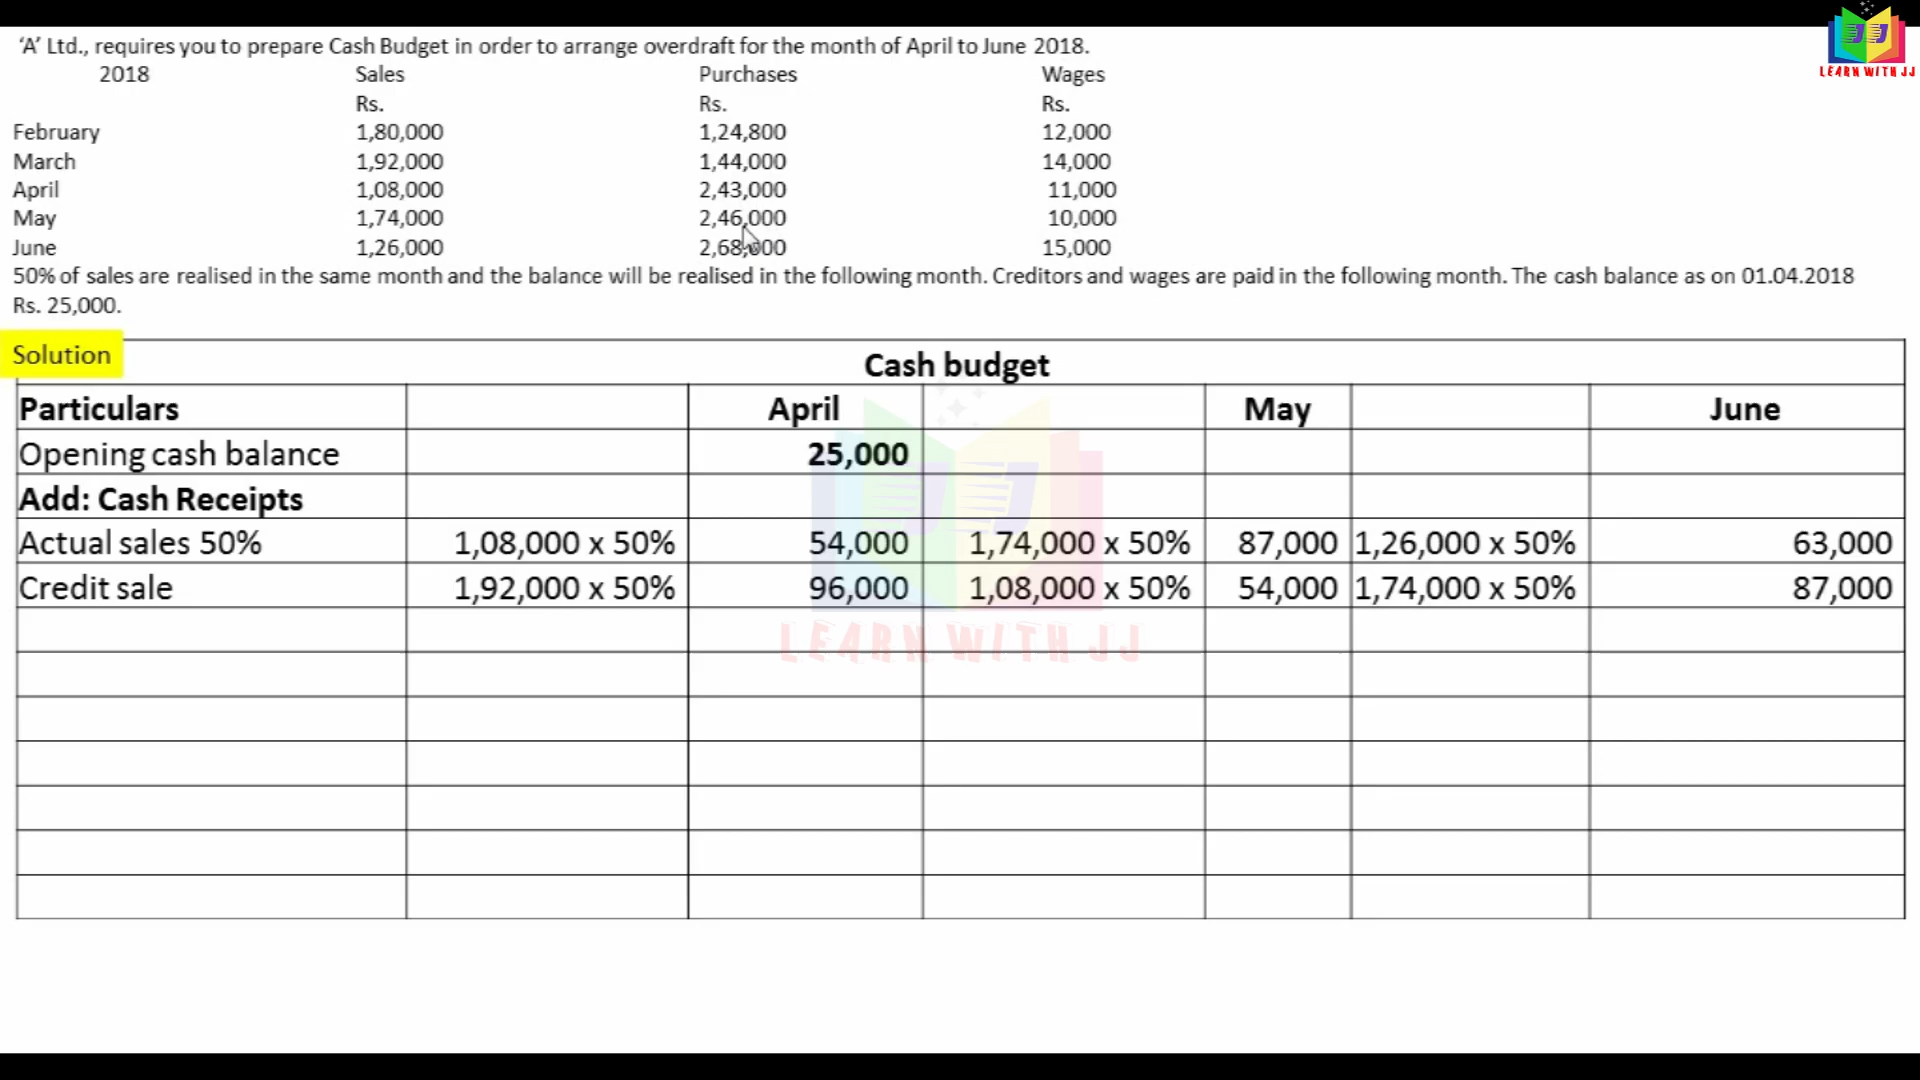 LEARN WITH JJ
'A' Ltd., requires you to prepare Cash Budget in order to arrange overdraft for the month of April to June 2018.
2018 Sales Purchases Wages
Rs. Rs. Rs.
February 1,80,000 1,24,800 12,000
March 1,92,000 1,44,000 14,000
April 1,08,000 2,43,000 11,000
May 1,74,000 2,46,000 10,000
June 1,26,000 2,68,000 15,000
50% of sales are realised in the same month and the balance will be realised in the following month. Creditors and wages are paid in the following month. The cash balance as on 01.04.2018
Rs. 25,000.
Solution
Cash budget
Particulars April May June
Opening cash balance 25,000
Add: Cash Receipts
Actual sales 50% 1,08,000 x 50% 54,000 1,74,000 x 50% 87,000 1,26,000 x 50% 63,000
Credit sale 1,92,000 x 50% 96,000 1,08,000 x 50% 54,000 1,74,000 x 50% 87,000
LEARN WITH JJ